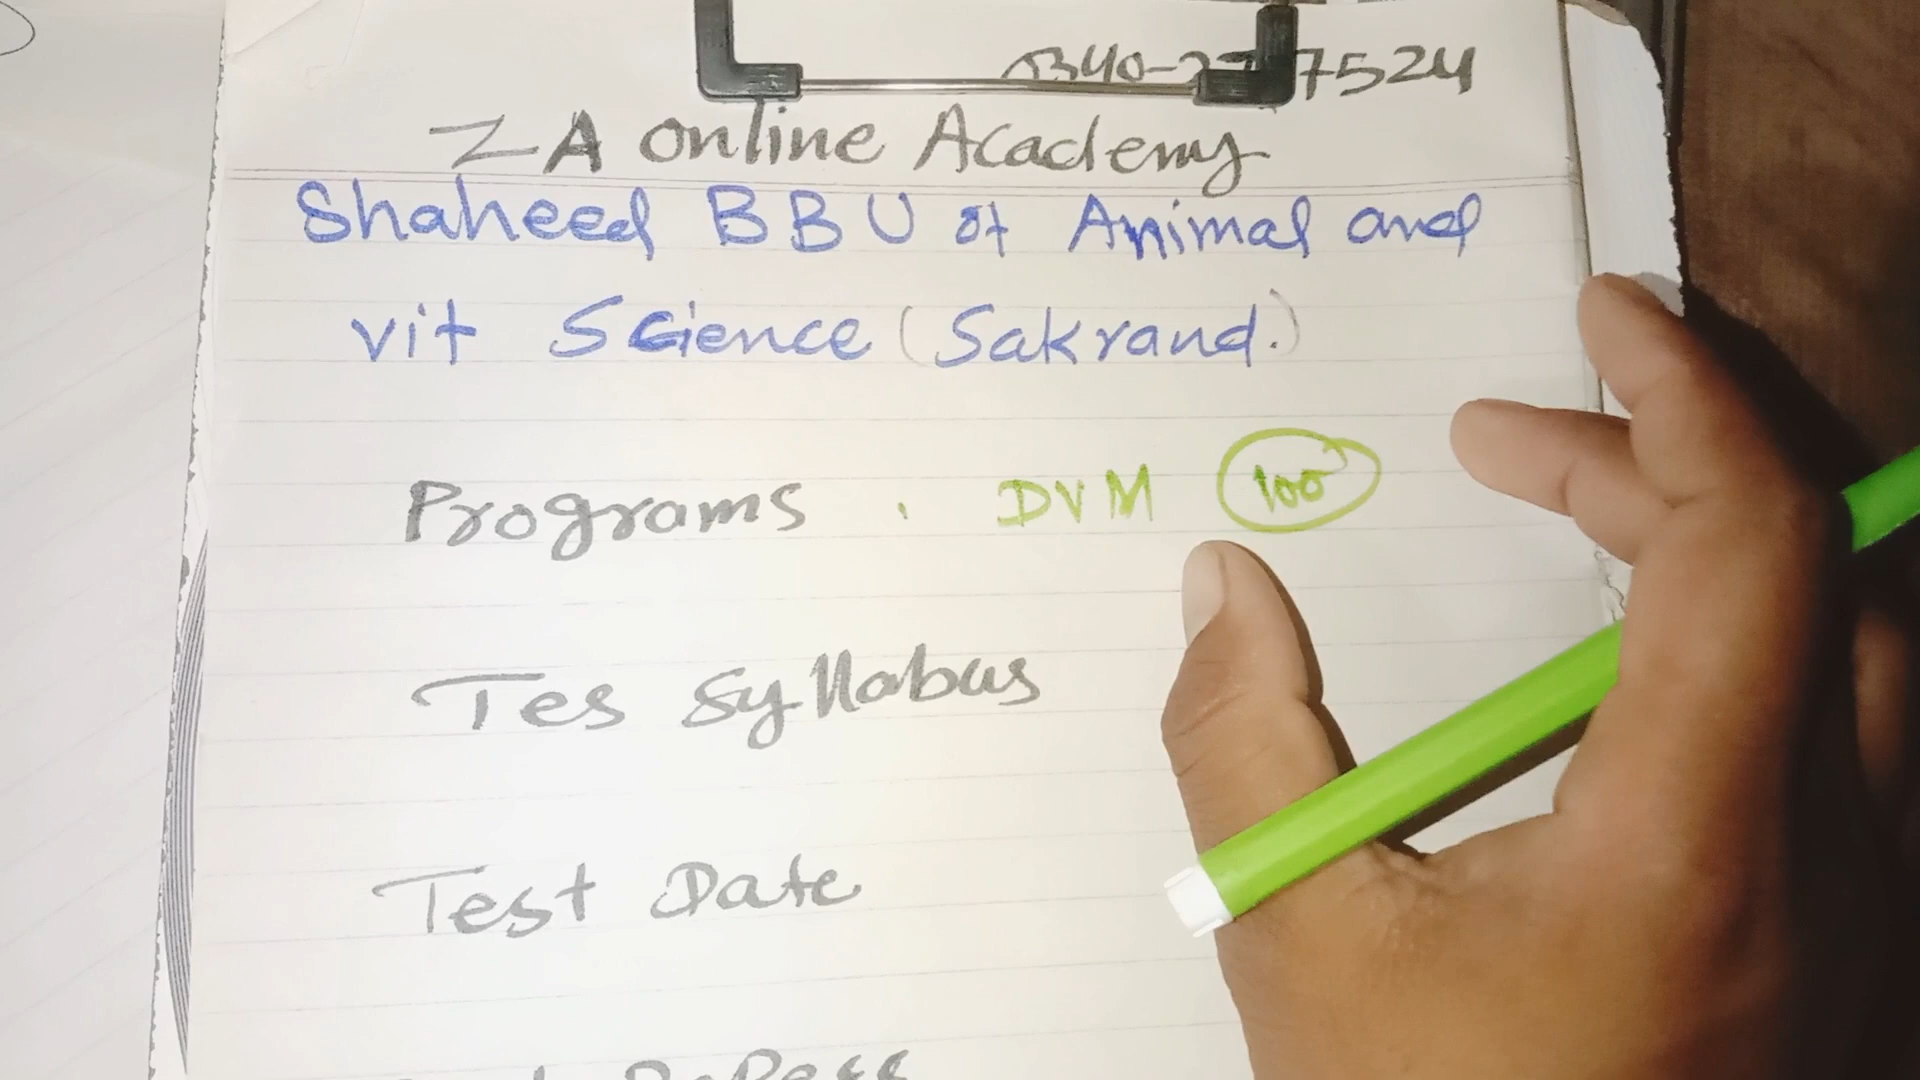 ZA Online Academy
Shaheed BBU of Animal and
vit Science (Sakrand.)
Programs . DVM 100
Tes Syllabus
Test Date